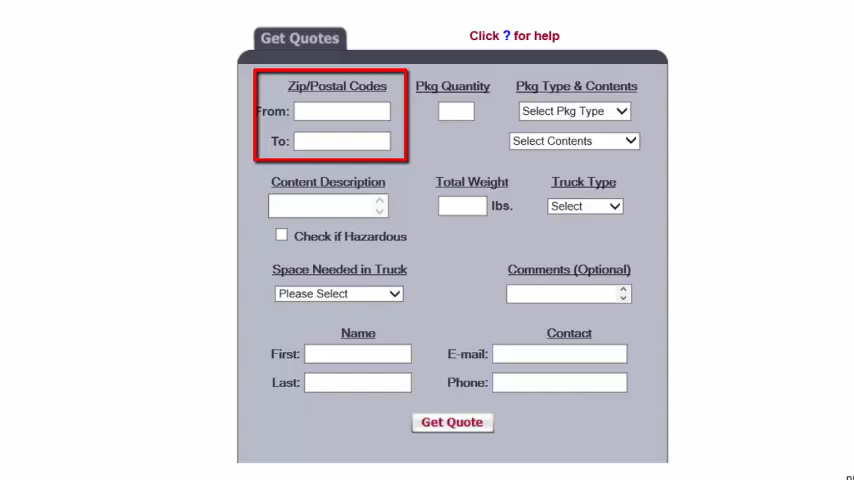 Get Quotes
Click ? for help
Zip/Postal Codes
Pkg Quantity
Pkg Type & Contents
From:
Select Pkg Type
To:
Select Contents
Content Description
Total Weight
Truck Type
lbs.
Select
Check if Hazardous
Space Needed in Truck
Comments (Optional)
Please Select
Name
Contact
First:
E-mail:
Last:
Phone:
Get Quote